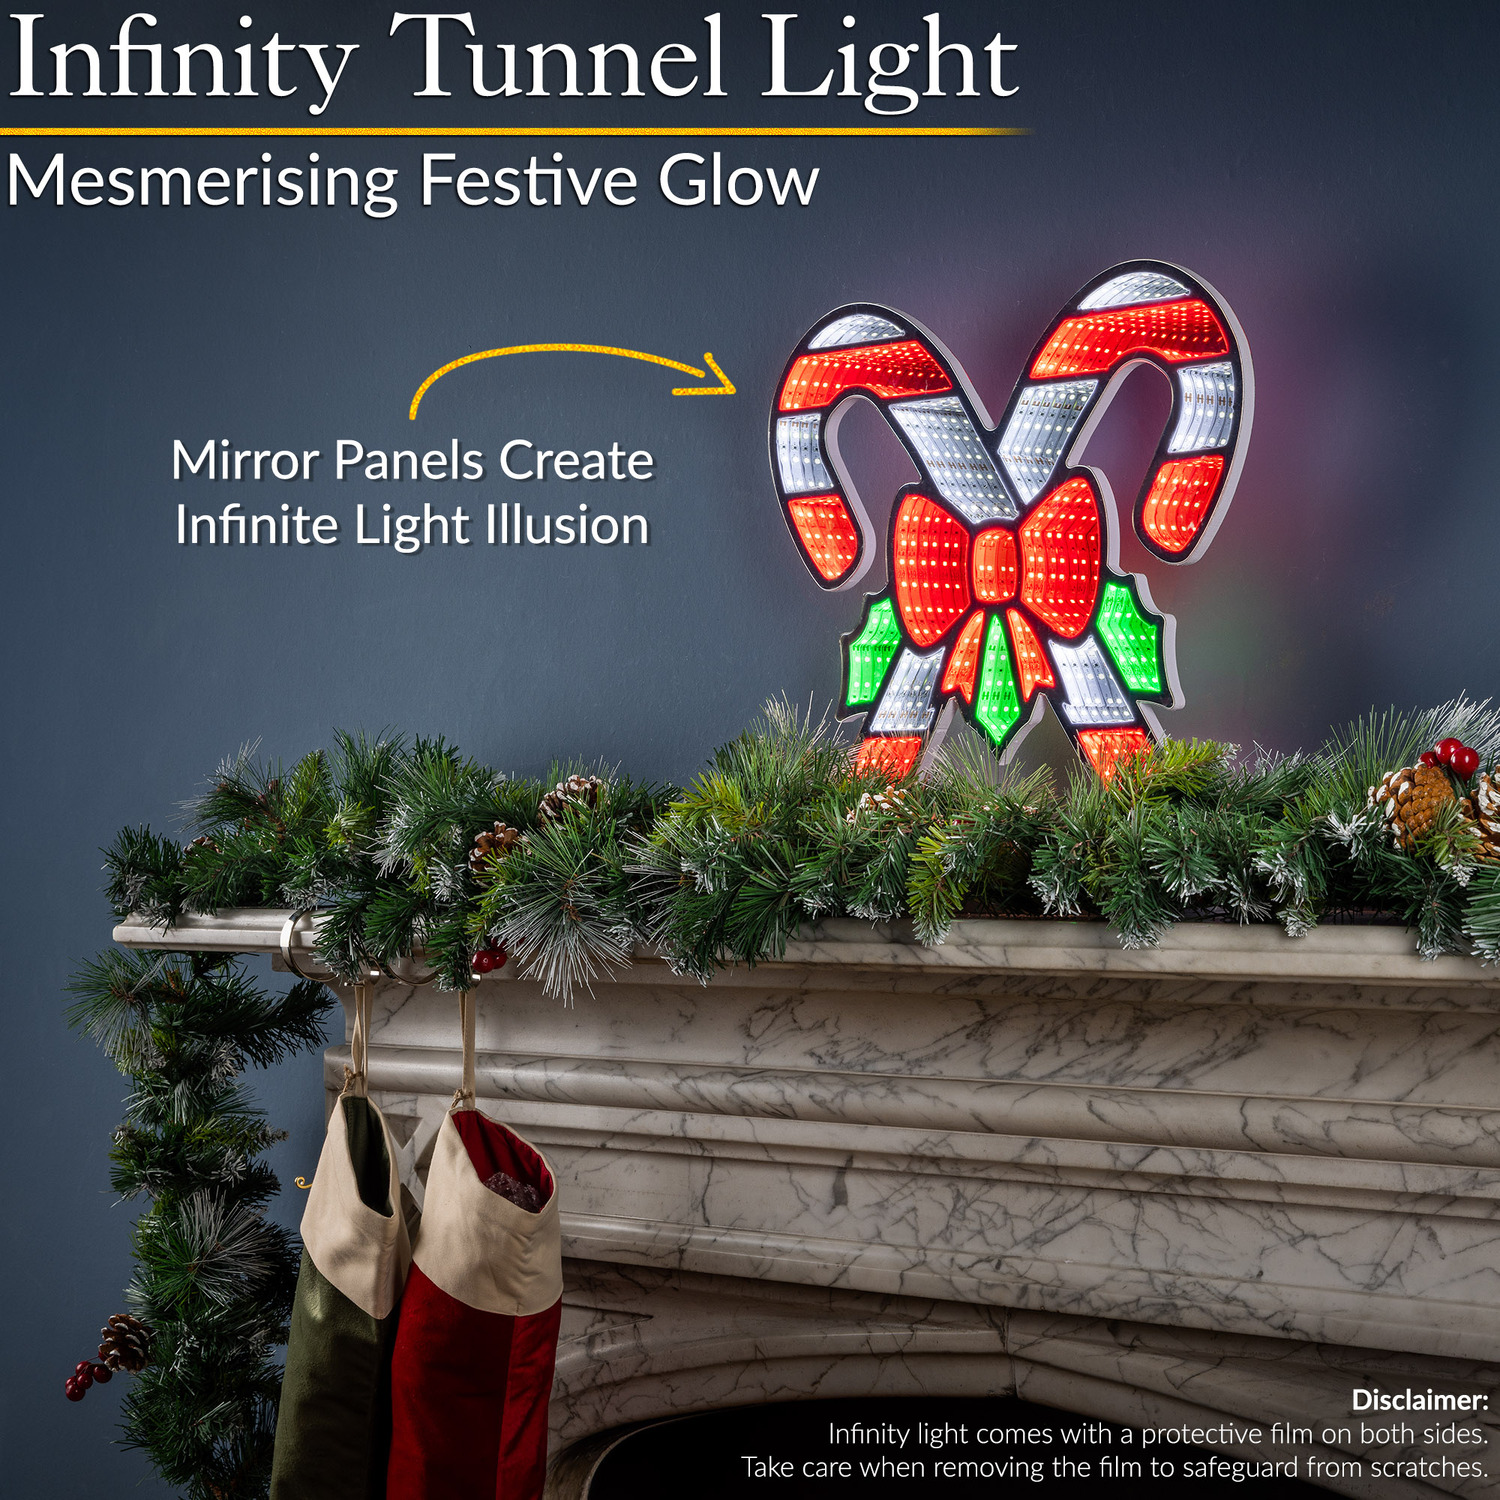 Infinity Tunnel Light
Mesmerising Festive Glow
Mirror Panels Create
Infinite Light Illusion
Disclaimer:
Infinity light comes with a protective film on both sides.
Take care when removing the film to safeguard from scratches.